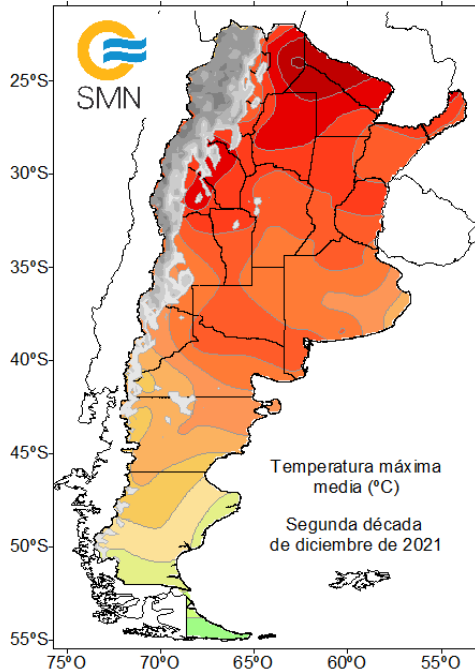 SMN
25°S
30°S
35°S
40°S
45°S
50°S
55°S
Temperatura máxima
media (ºC)
Segunda década
de diciembre de 2021
75°O
70°O
65°O
60°O
55°O